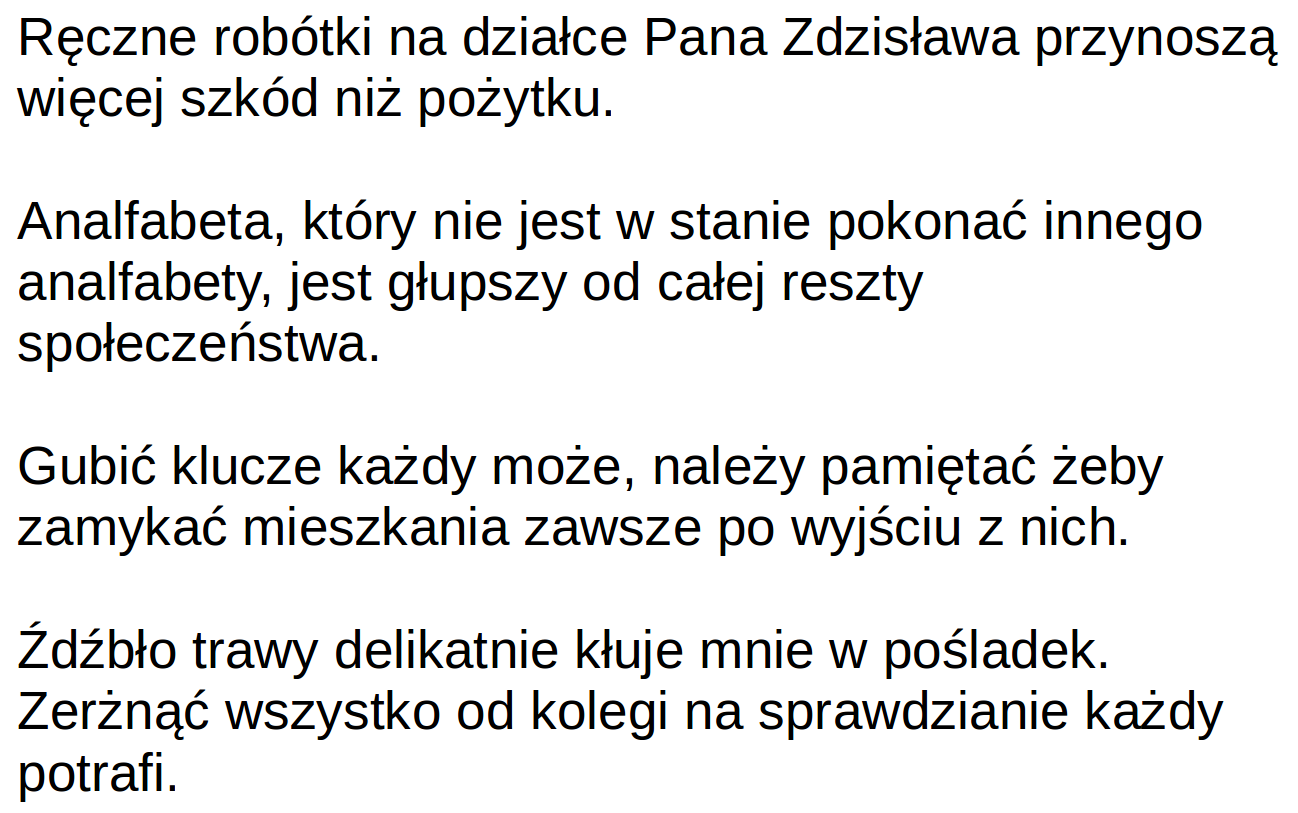 Ręczne robótki na działce Pana Zdzisława przynoszą
więcej szkód niż pożytku.
Analfabeta, który nie jest w stanie pokonać innego
analfabety, jest głupszy od całej reszty
społeczeństwa.
Gubić klucze każdy może, należy pamiętać żeby
zamykać mieszkania zawsze po wyjściu z nich.
Źdźbło trawy delikatnie kłuje mnie w pośladek.
Zerżnąć wszystko od kolegi na sprawdzianie każdy
potrafi.